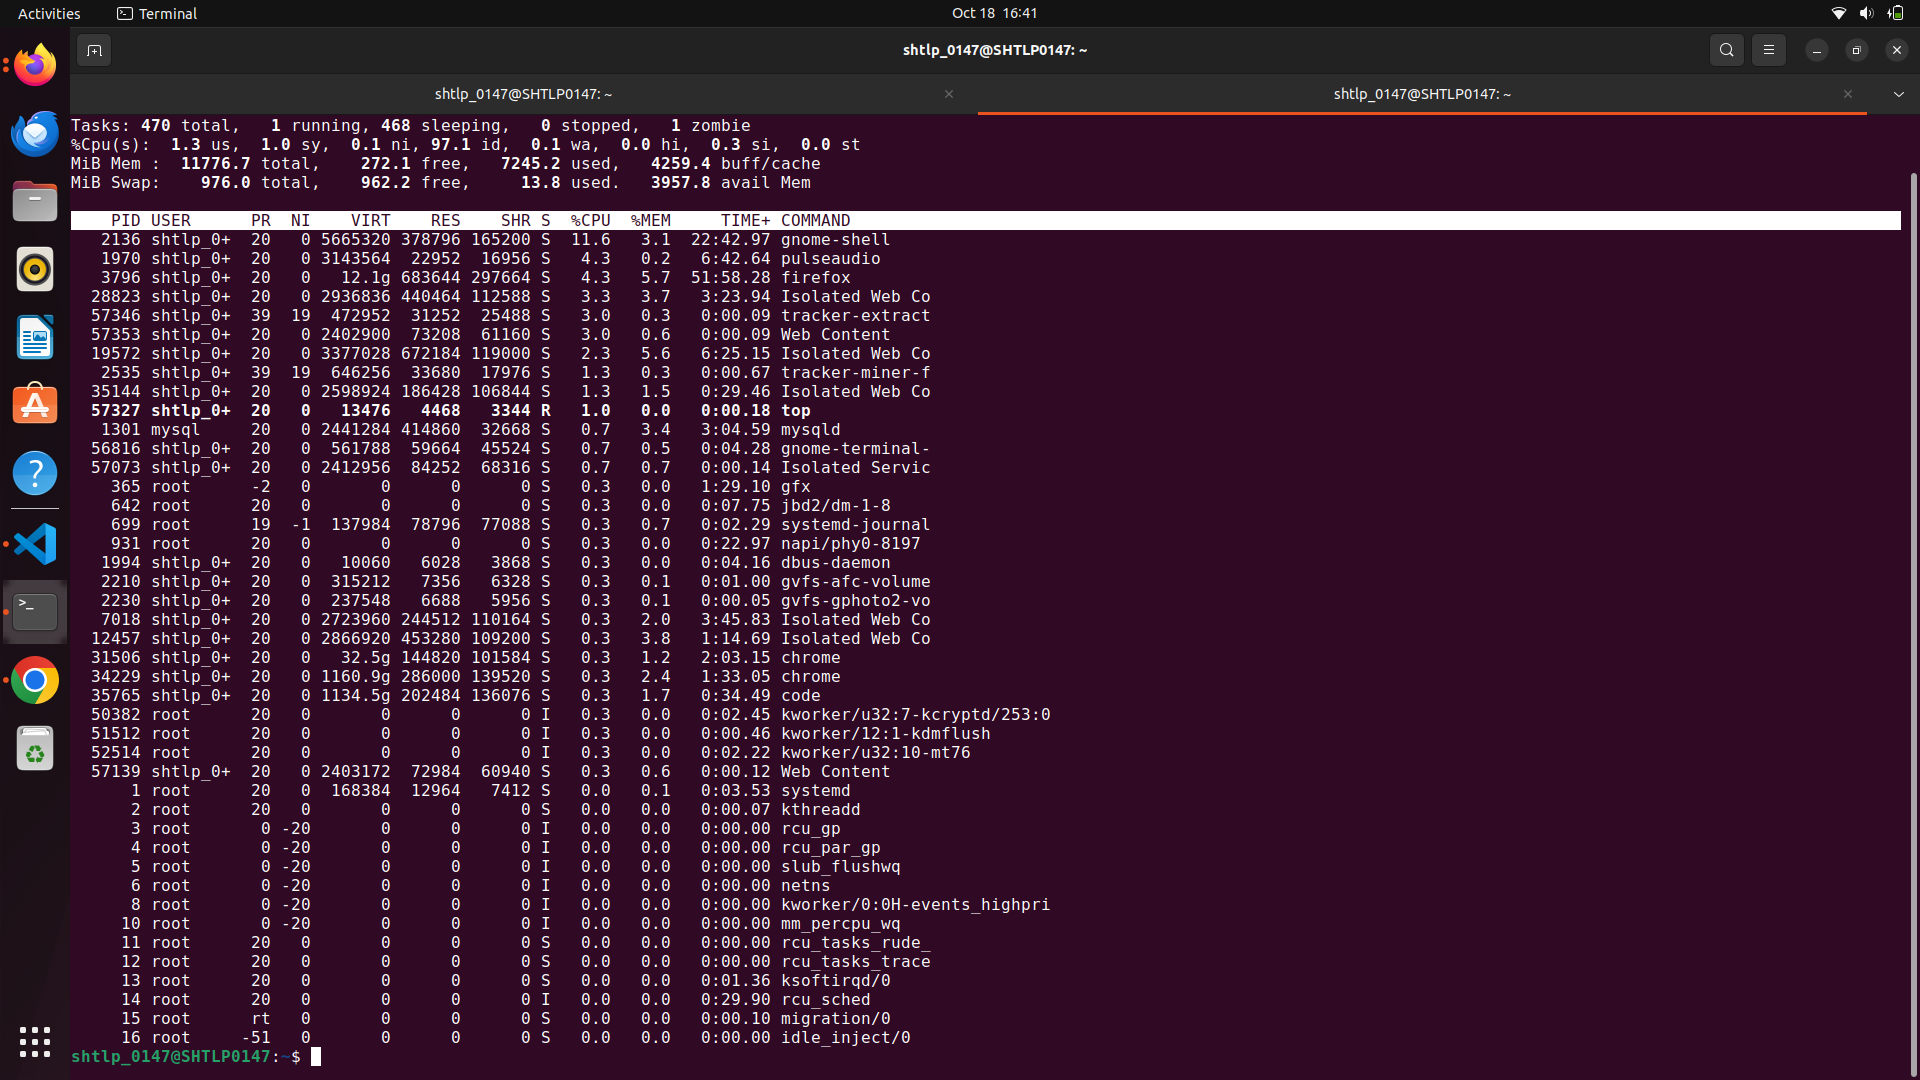 Activities Terminal Oct 18 16:41
shtlp_0147@SHTLP0147: ~
shtlp_0147@SHTLP0147: ~ shtlp_0147@SHTLP0147: ~
Tasks: 470 total,   1 running, 468 sleeping,   0 stopped,   1 zombie
%Cpu(s):  1.3 us,  1.0 sy,  0.1 ni, 97.1 id,  0.1 wa,  0.0 hi,  0.3 si,  0.0 st
MiB Mem :  11776.7 total,    272.1 free,   7245.2 used,   4259.4 buff/cache
MiB Swap:    976.0 total,    962.2 free,     13.8 used.   3957.8 avail Mem
PID USER      PR  NI    VIRT    RES    SHR S  %CPU  %MEM     TIME+ COMMAND
2136 shtlp_0+  20   0 5665320 378796 165200 S  11.6   3.1  22:42.97 gnome-shell
1970 shtlp_0+  20   0 3143564  22952  16956 S   4.3   0.2   6:42.64 pulseaudio
3796 shtlp_0+  20   0   12.1g 683644 297664 S   4.3   5.7  51:58.28 firefox
28823 shtlp_0+  20   0 2936836 440464 112588 S   3.3   3.7   3:23.94 Isolated Web Co
57346 shtlp_0+  39  19  472952  31252  25488 S   3.0   0.3   0:00.09 tracker-extract
57353 shtlp_0+  20   0 2402900  73208  61160 S   3.0   0.6   0:00.09 Web Content
19572 shtlp_0+  20   0 3377028 672184 119000 S   2.3   5.6   6:25.15 Isolated Web Co
2535 shtlp_0+  39  19  646256  33680  17976 S   1.3   0.3   0:00.67 tracker-miner-f
35144 shtlp_0+  20   0 2598924 186428 106844 S   1.3   1.5   0:29.46 Isolated Web Co
57327 shtlp_0+  20   0   13476   4468   3344 R   1.0   0.0   0:00.18 top
1301 mysql     20   0 2441284 414860  32668 S   0.7   3.4   3:04.59 mysqld
56816 shtlp_0+  20   0  561788  59664  45524 S   0.7   0.5   0:04.28 gnome-terminal-
57073 shtlp_0+  20   0 2412956  84252  68316 S   0.7   0.7   0:00.14 Isolated Servic
365 root      -2   0       0      0      0 S   0.3   0.0   1:29.10 gfx
642 root      20   0       0      0      0 S   0.3   0.0   0:07.75 jbd2/dm-1-8
699 root      19  -1  137984  78796  77088 S   0.3   0.7   0:02.29 systemd-journal
931 root      20   0       0      0      0 S   0.3   0.0   0:22.97 napi/phy0-8197
1994 shtlp_0+  20   0   10060   6028   3868 S   0.3   0.0   0:04.16 dbus-daemon
2210 shtlp_0+  20   0  315212   7356   6328 S   0.3   0.1   0:01.00 gvfs-afc-volume
2230 shtlp_0+  20   0  237548   6688   5956 S   0.3   0.1   0:00.05 gvfs-gphoto2-vo
7018 shtlp_0+  20   0 2723960 244512 110164 S   0.3   2.0   3:45.83 Isolated Web Co
12457 shtlp_0+  20   0 2866920 453280 109200 S   0.3   3.8   1:14.69 Isolated Web Co
31506 shtlp_0+  20   0   32.5g 144820 101584 S   0.3   1.2   2:03.15 chrome
34229 shtlp_0+  20   0 1160.9g 286000 139520 S   0.3   2.4   1:33.05 chrome
35765 shtlp_0+  20   0 1134.5g 202484 136076 S   0.3   1.7   0:34.49 code
50382 root      20   0       0      0      0 I   0.3   0.0   0:02.45 kworker/u32:7-kcryptd/253:0
51512 root      20   0       0      0      0 I   0.3   0.0   0:00.46 kworker/12:1-kdmflush
52514 root      20   0       0      0      0 I   0.3   0.0   0:02.22 kworker/u32:10-mt76
57139 shtlp_0+  20   0 2403172  72984  60940 S   0.3   0.6   0:00.12 Web Content
1 root      20   0  168384  12964   7412 S   0.0   0.1   0:03.53 systemd
2 root      20   0       0      0      0 S   0.0   0.0   0:00.07 kthreadd
3 root       0 -20       0      0      0 I   0.0   0.0   0:00.00 rcu_gp
4 root       0 -20       0      0      0 I   0.0   0.0   0:00.00 rcu_par_gp
5 root       0 -20       0      0      0 I   0.0   0.0   0:00.00 slub_flushwq
6 root       0 -20       0      0      0 I   0.0   0.0   0:00.00 netns
8 root       0 -20       0      0      0 I   0.0   0.0   0:00.00 kworker/0:0H-events_highpri
10 root       0 -20       0      0      0 I   0.0   0.0   0:00.00 mm_percpu_wq
11 root      20   0       0      0      0 S   0.0   0.0   0:00.00 rcu_tasks_rude_
12 root      20   0       0      0      0 S   0.0   0.0   0:00.00 rcu_tasks_trace
13 root      20   0       0      0      0 S   0.0   0.0   0:01.36 ksoftirqd/0
14 root      20   0       0      0      0 I   0.0   0.0   0:29.90 rcu_sched
15 root      rt   0       0      0      0 S   0.0   0.0   0:00.10 migration/0
16 root     -51   0       0      0      0 S   0.0   0.0   0:00.00 idle_inject/0
shtlp_0147@SHTLP0147:~$